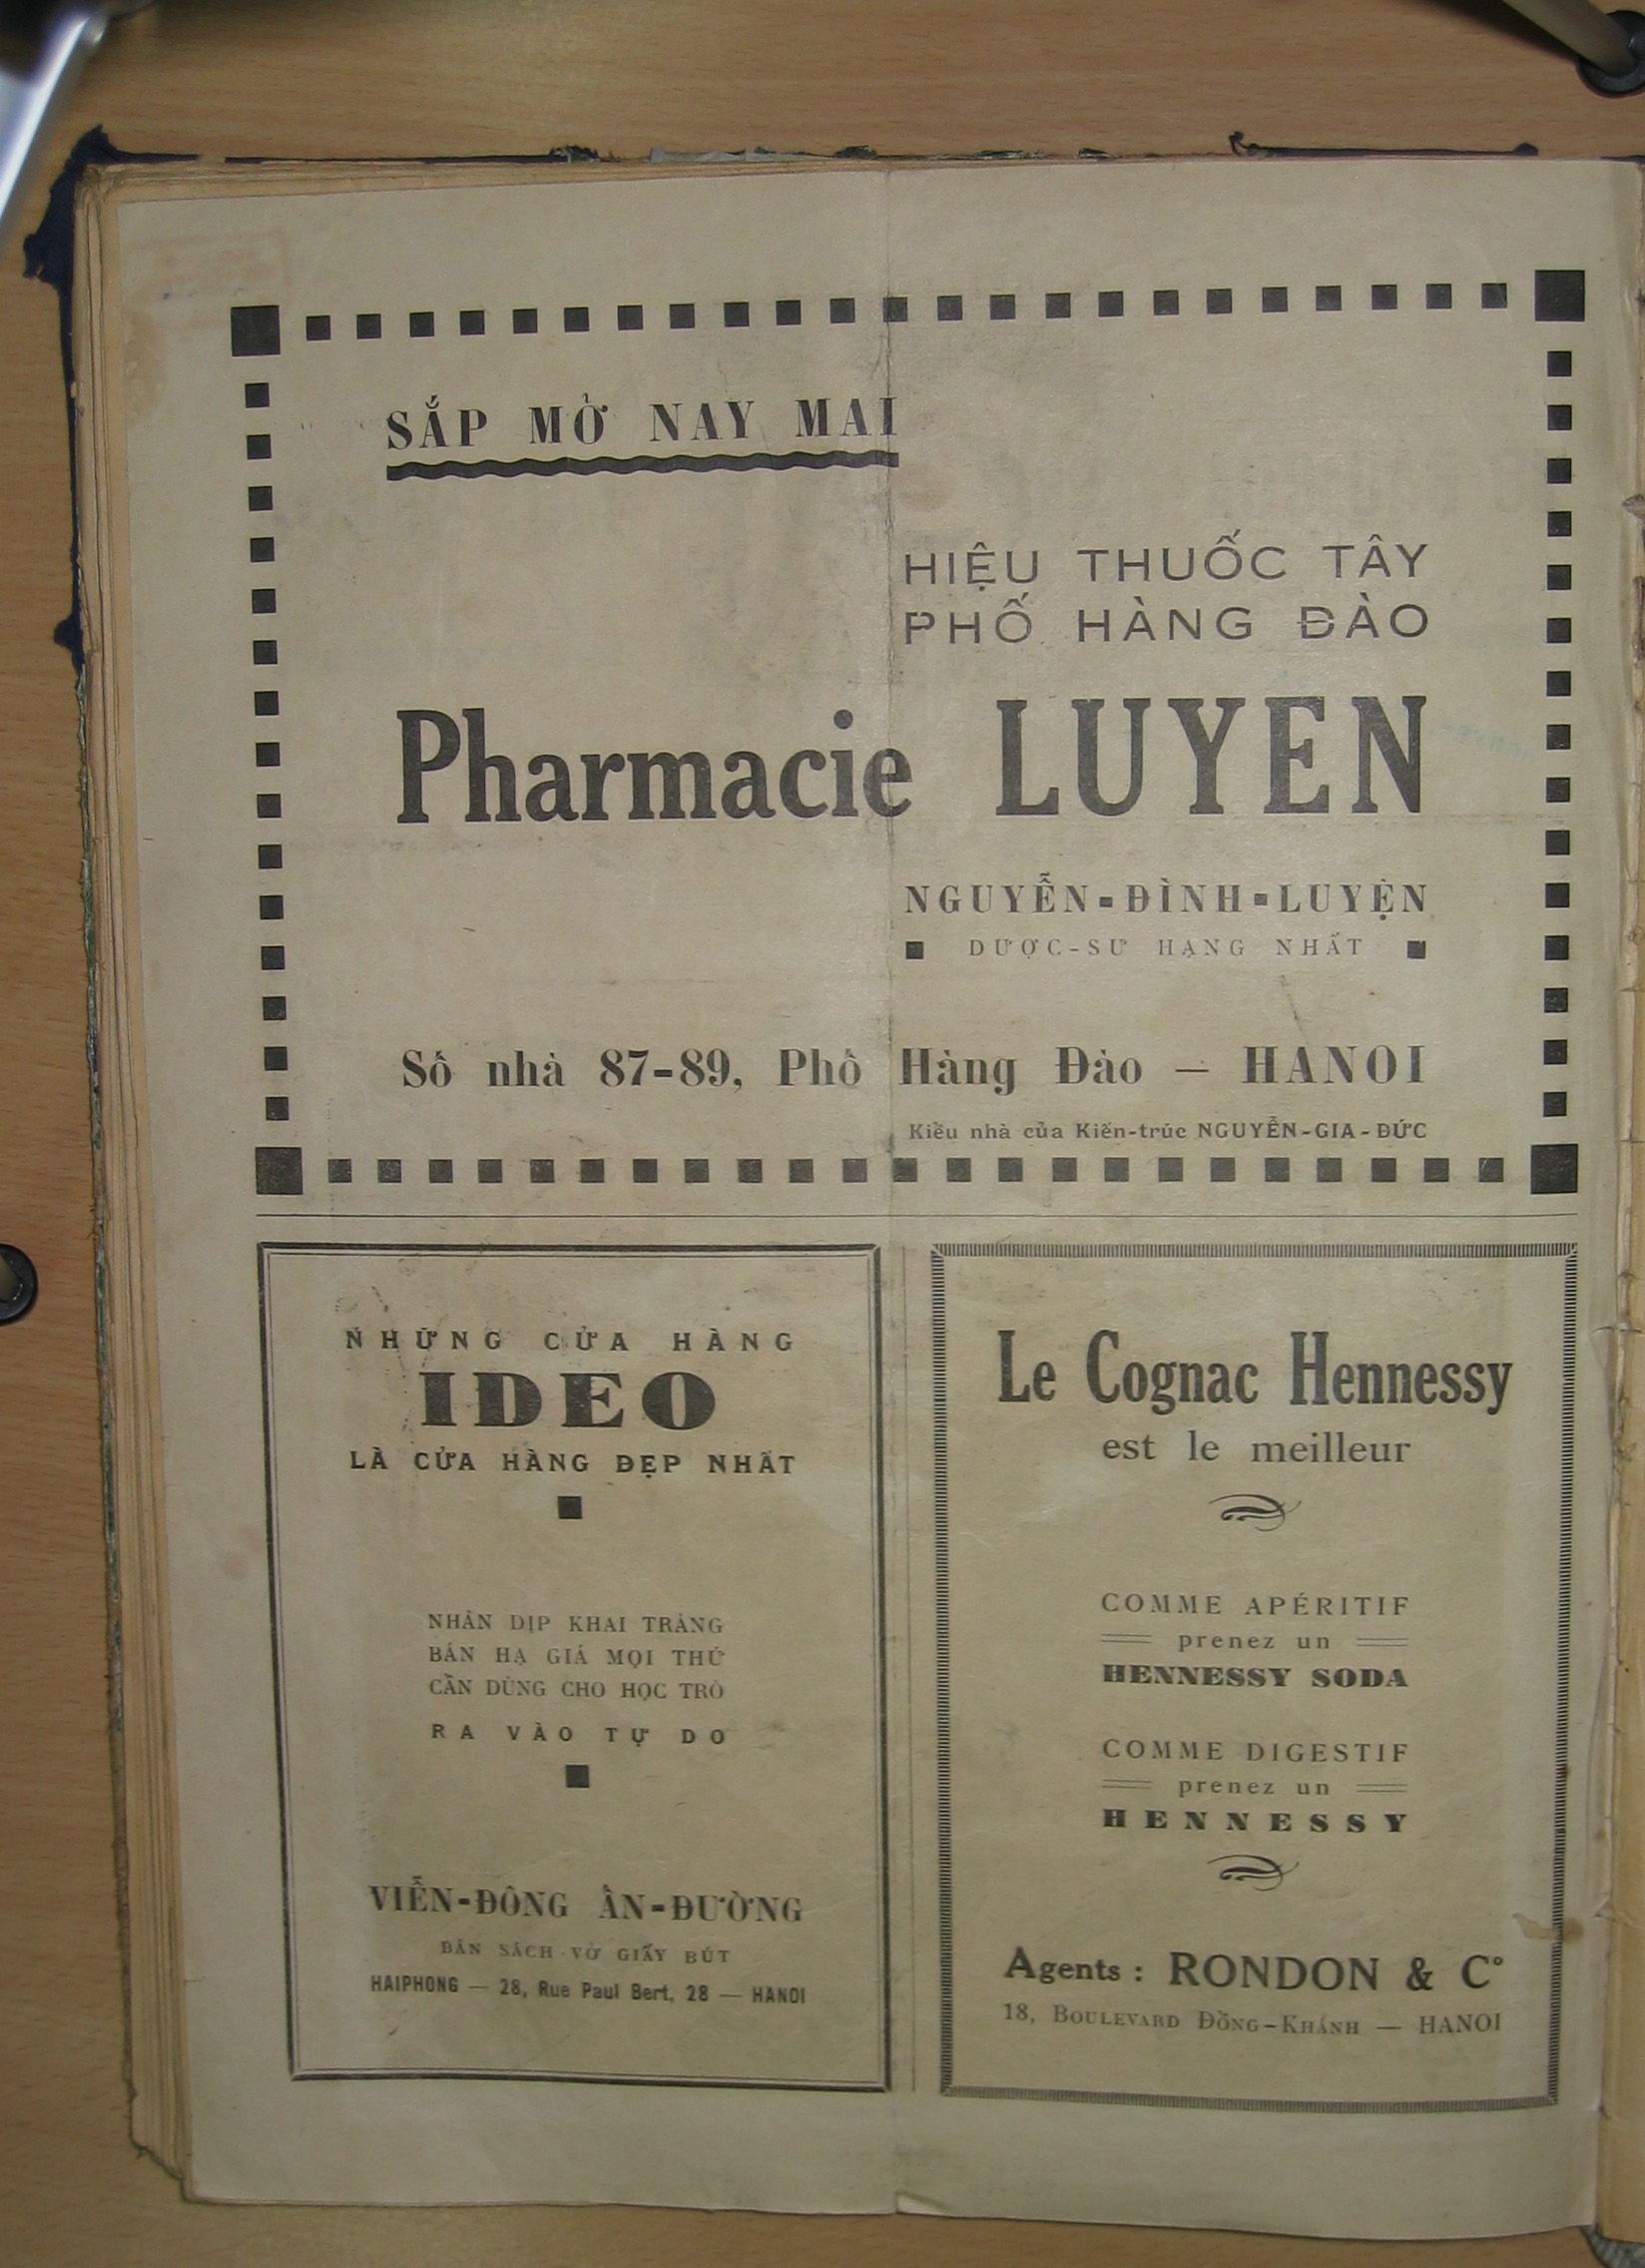 SẮP MỞ NAY MAI
HIỆU THUỐC TÂY
PHỐ HÀNG ĐÀO
Pharmacie LUYEN
NGUYỄN-ĐÌNH-LUYỆN
DƯỢC-SƯ HẠNG NHẤT
Số nhà 87-89, Phố Hàng Đào — HANOI
Kiểu nhà của Kiến-trúc NGUYỄN-GIA-ĐỨC
NHỮNG CỬA HÀNG
IDEO
LÀ CỬA HÀNG ĐẸP NHẤT
NHÂN DỊP KHAI TRÀNG
BÁN HẠ GIÁ MỌI THỨ
CẦN DÙNG CHO HỌC TRÒ
RA VÀO TỰ DO
VIỄN-ĐÔNG ẤN-ĐƯỜNG
BÁN SÁCH VỞ GIẤY BÚT
HAIPHONG — 28, Rue Paul Bert, 28 — HANOI
Le Cognac Hennessy
est le meilleur
COMME APÉRITIF
prenez un
HENNESSY SODA
COMME DIGESTIF
prenez un
HENNESSY
Agents : RONDON & C°
18, BOULEVARD ĐỒNG-KHÁNH — HANOI